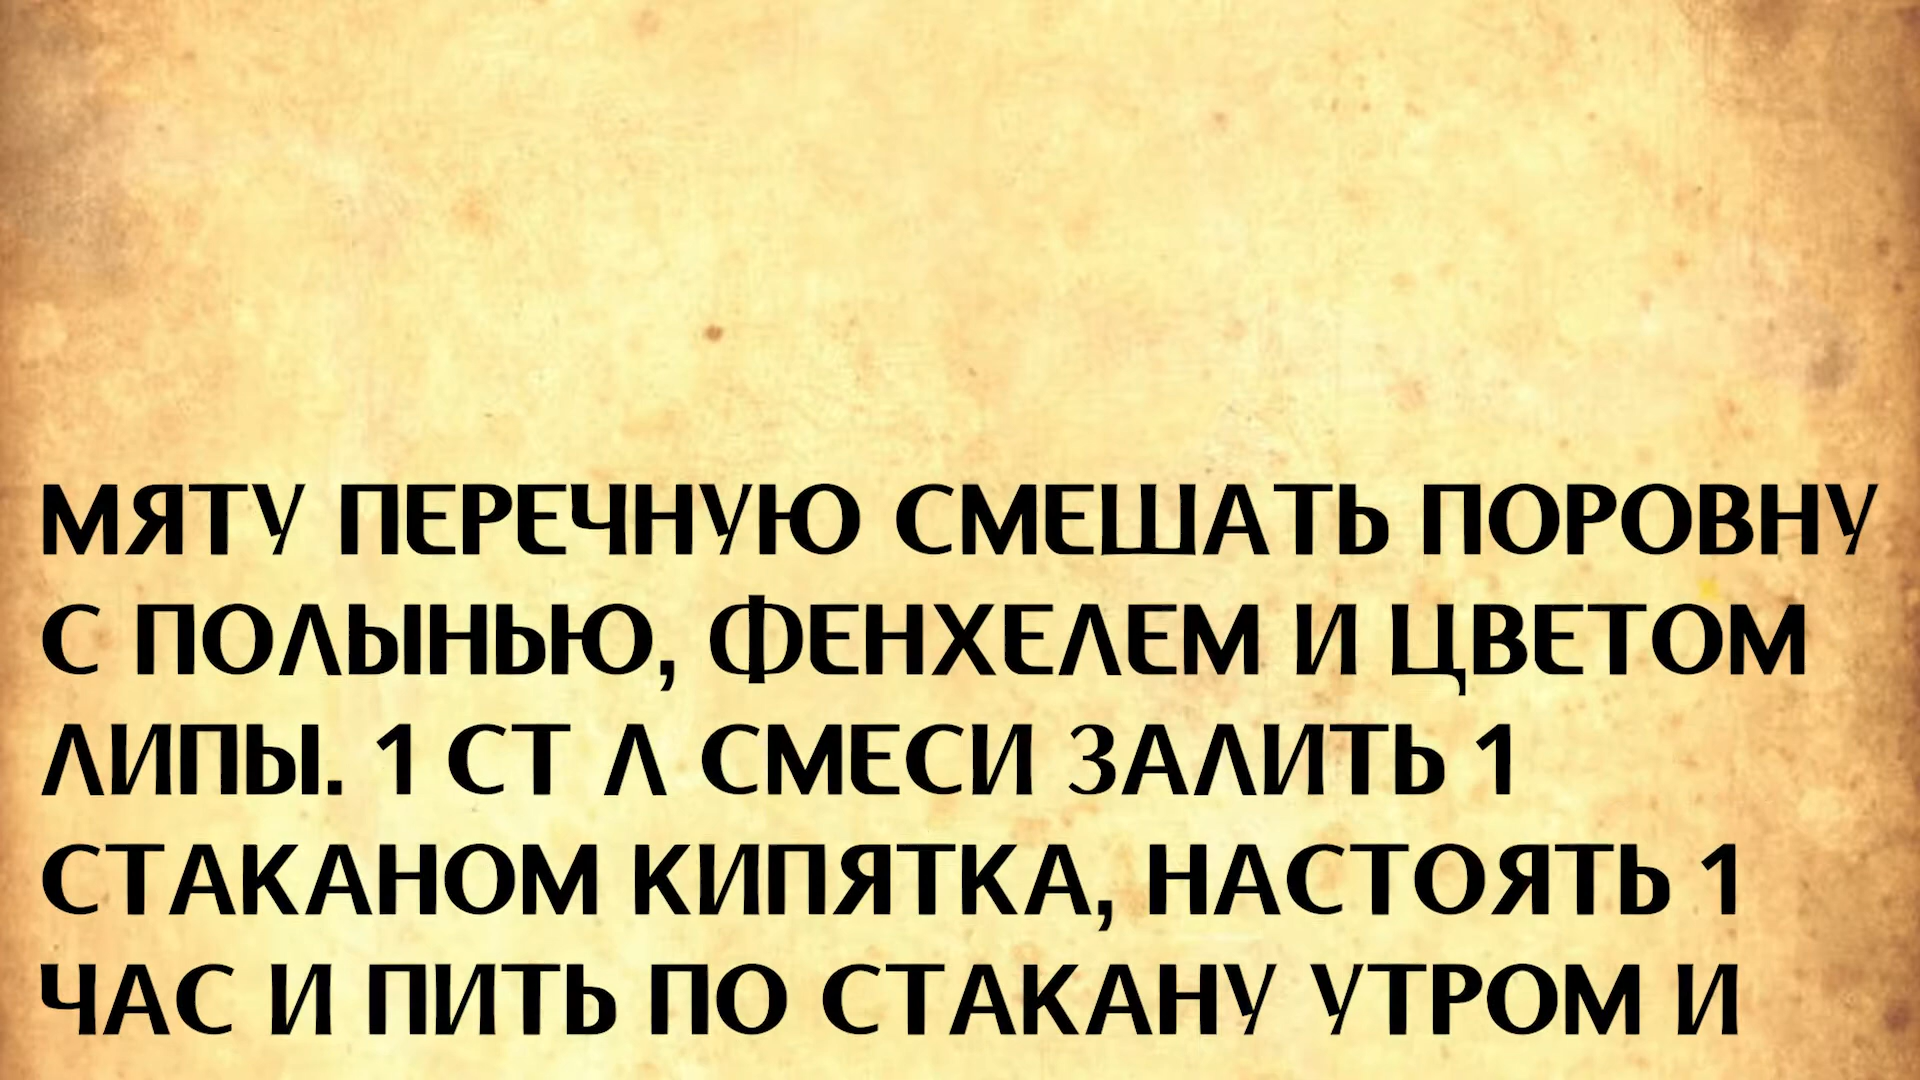 МЯТУ ПЕРЕЧНУЮ СМЕШАТЬ ПОРОВНУ
С ПОЛЫНЬЮ, ФЕНХЕЛЕМ И ЦВЕТОМ
ЛИПЫ. 1 СТ Л СМЕСИ ЗАЛИТЬ 1
СТАКАНОМ КИПЯТКА, НАСТОЯТЬ 1
ЧАС И ПИТЬ ПО СТАКАНУ УТРОМ И